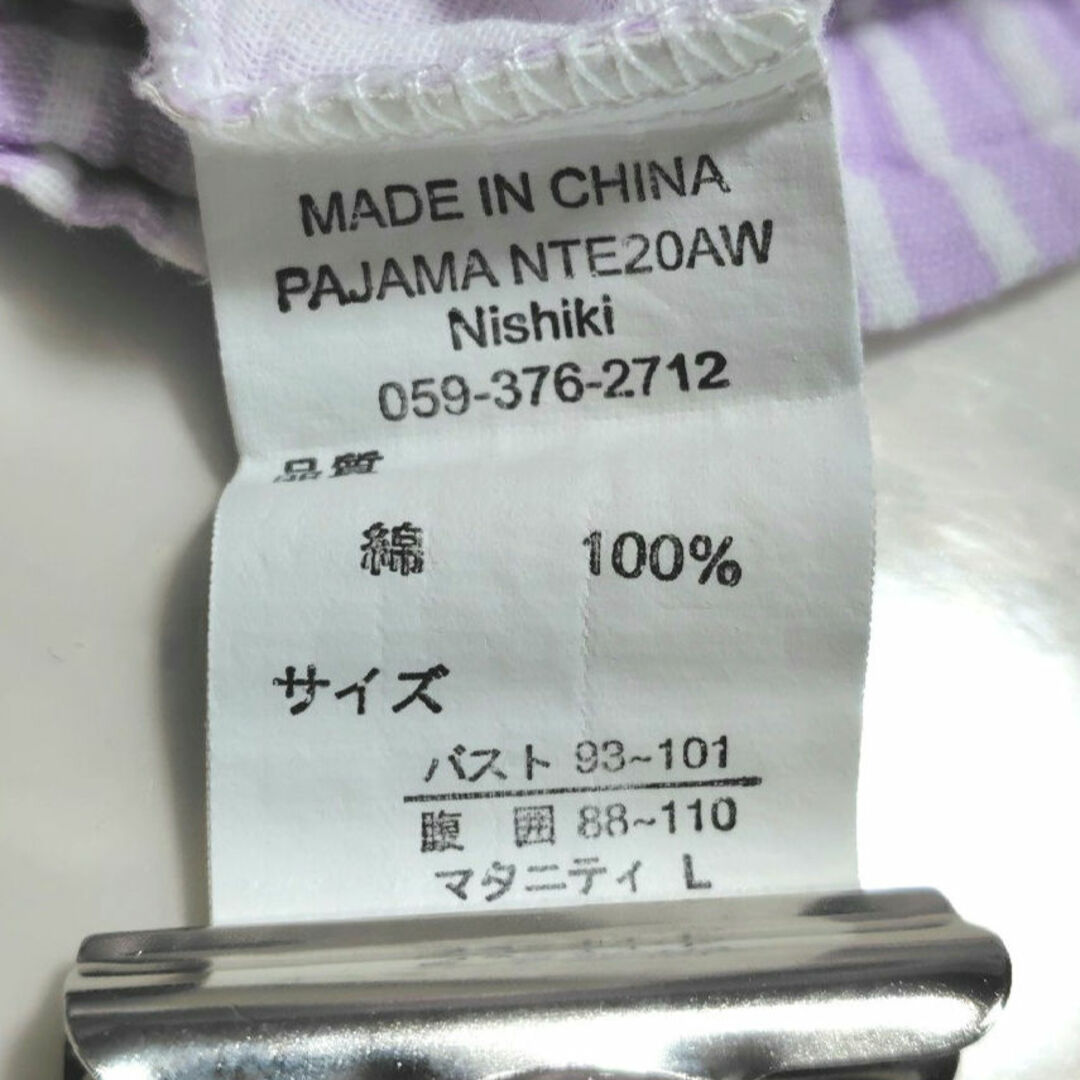 MADE IN CHINA
PAJAMA NTE20AW
Nishiki
059-376-2712
品質
綿 100%
サイズ
バスト 93~101
腹 囲 88~110
マタニティ L